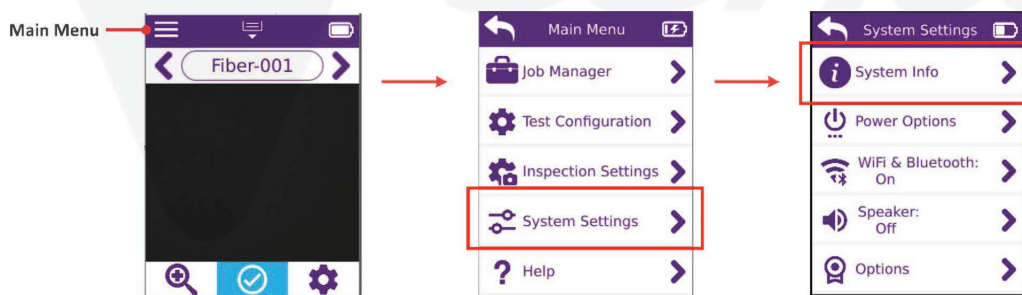 Main Menu
Fiber-001
Main Menu
Job Manager
Test Configuration
Inspection Settings
System Settings
? Help
System Settings
i System Info
Power Options
WiFi & Bluetooth:
On
Speaker:
Off
Options